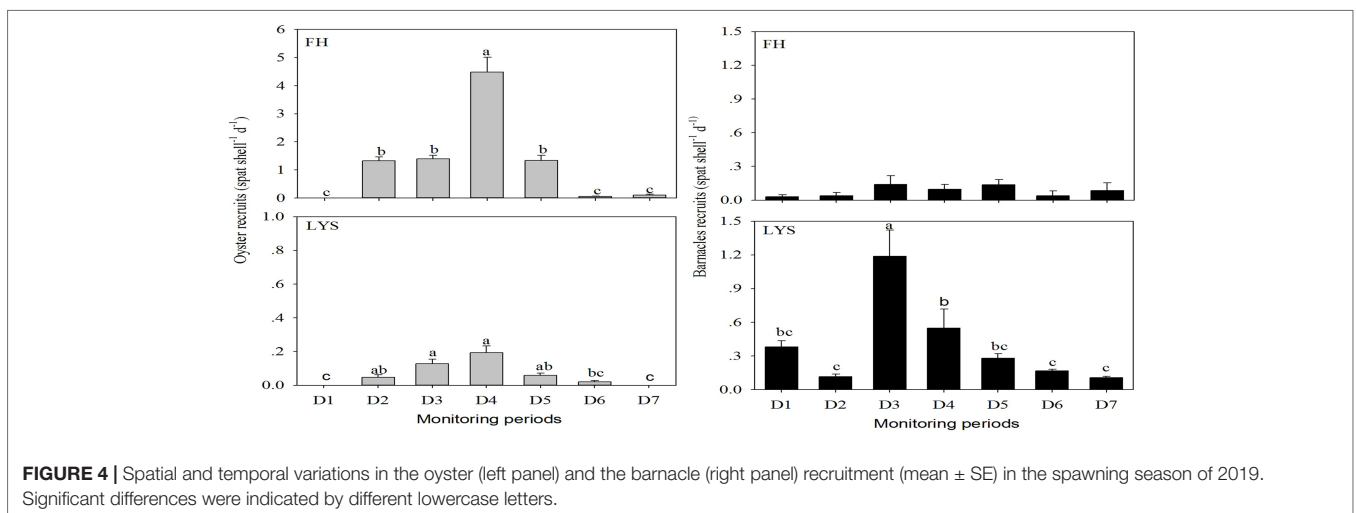 6
FH
a
5
4
3
2
b
b
b
1
c
c
c
0
1.0
LYS
.8
.6
.4
.2
a
a
ab
ab
bc
c
c
0.0
D1 D2 D3 D4 D5 D6 D7
Monitoring periods
Oyster recruits (spat shell⁻¹ d⁻¹)
1.5
FH
1.2
.9
.6
.3
0.0
1.5
LYS
a
1.2
.9
b
.6
bc
bc
.3
c
c
c
0.0
D1 D2 D3 D4 D5 D6 D7
Monitoring periods
Barnacles recruits (spat shell⁻¹ d⁻¹)
FIGURE 4 | Spatial and temporal variations in the oyster (left panel) and the barnacle (right panel) recruitment (mean ± SE) in the spawning season of 2019.
Significant differences were indicated by different lowercase letters.